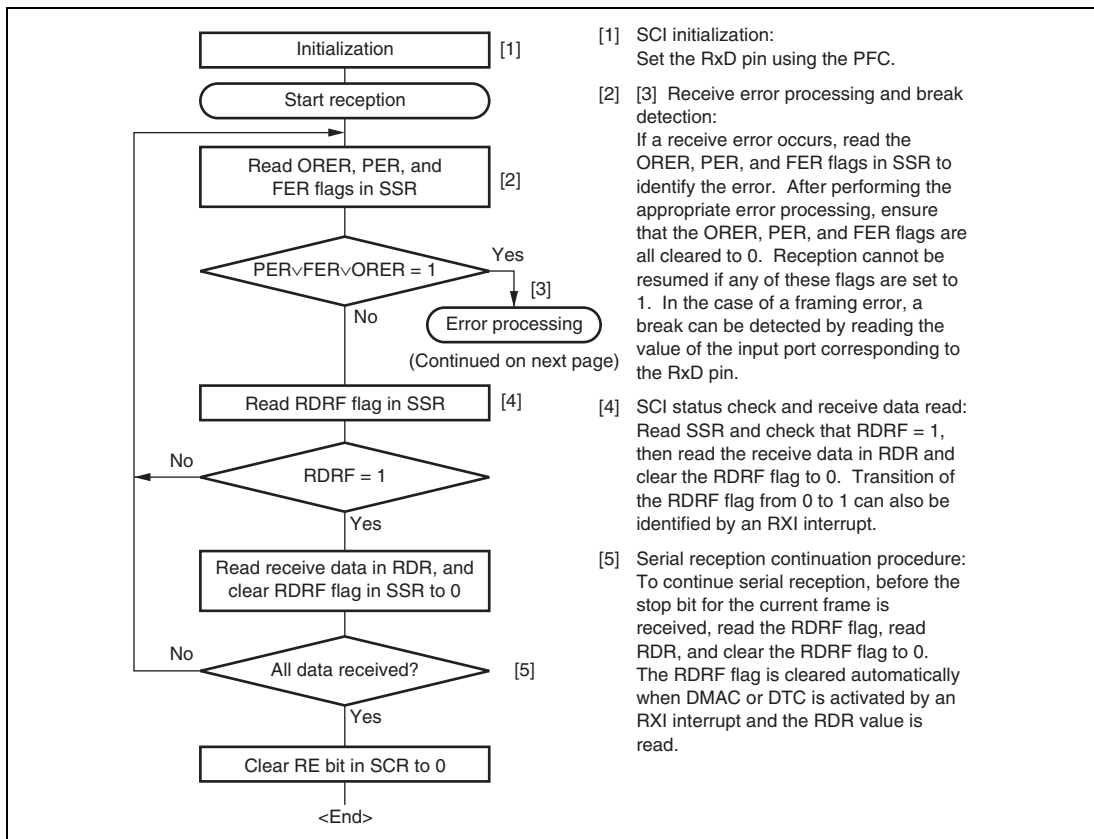 Initialization
[1]
Start reception
Read ORER, PER, and
FER flags in SSR
[2]
PER∨FER∨ORER = 1
Yes
[3]
No
Error processing
(Continued on next page)
Read RDRF flag in SSR
[4]
No
RDRF = 1
Yes
Read receive data in RDR, and
clear RDRF flag in SSR to 0
No
All data received?
[5]
Yes
Clear RE bit in SCR to 0
<End>
[1] SCI initialization:
Set the RxD pin using the PFC.
[2] [3] Receive error processing and break
detection:
If a receive error occurs, read the
ORER, PER, and FER flags in SSR to
identify the error. After performing the
appropriate error processing, ensure
that the ORER, PER, and FER flags are
all cleared to 0. Reception cannot be
resumed if any of these flags are set to
1. In the case of a framing error, a
break can be detected by reading the
value of the input port corresponding to
the RxD pin.
[4] SCI status check and receive data read:
Read SSR and check that RDRF = 1,
then read the receive data in RDR and
clear the RDRF flag to 0. Transition of
the RDRF flag from 0 to 1 can also be
identified by an RXI interrupt.
[5] Serial reception continuation procedure:
To continue serial reception, before the
stop bit for the current frame is
received, read the RDRF flag, read
RDR, and clear the RDRF flag to 0.
The RDRF flag is cleared automatically
when DMAC or DTC is activated by an
RXI interrupt and the RDR value is
read.